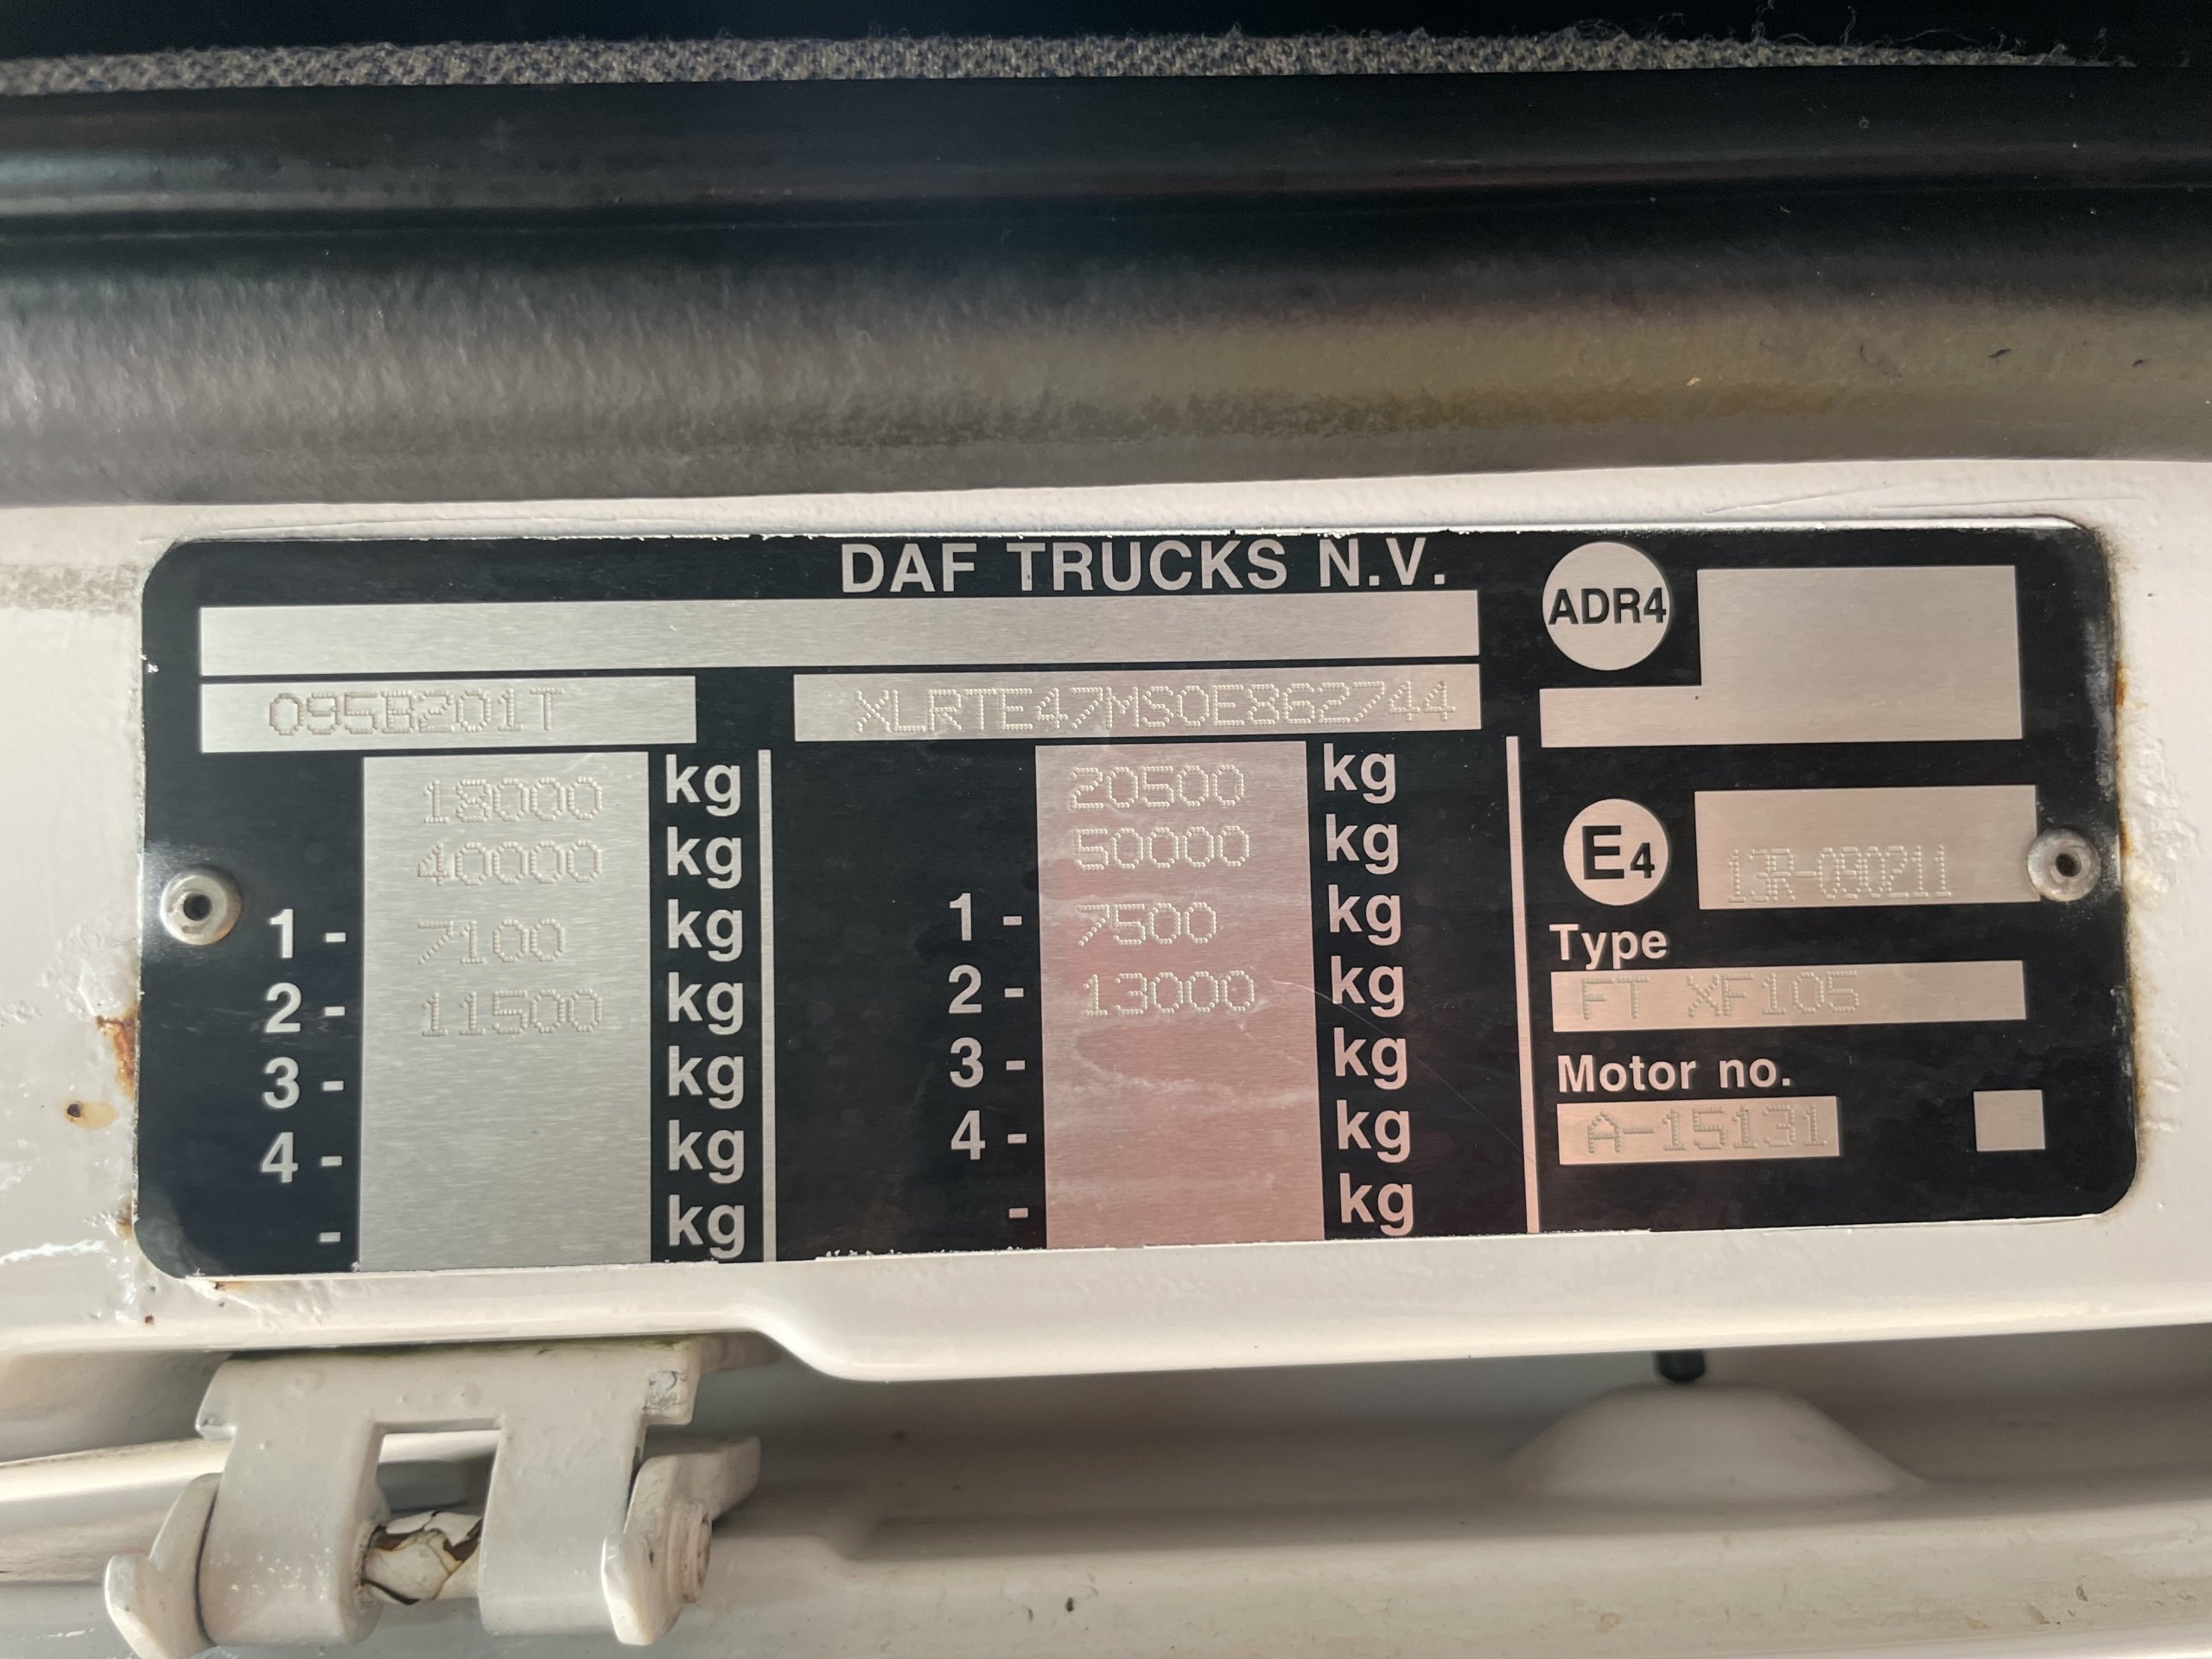 DAF TRUCKS N.V.
ADR4
095B201T XLRTE47MS0E862744
18000 kg 20500 kg
40000 kg 50000 kg
1 - 7100 kg 1 - 7500 kg
2 - 11500 kg 2 - 13000 kg
3 - kg 3 - kg
4 - kg 4 - kg
- kg - kg
E4 13R-090211
Type
FT XF105
Motor no.
A-15131